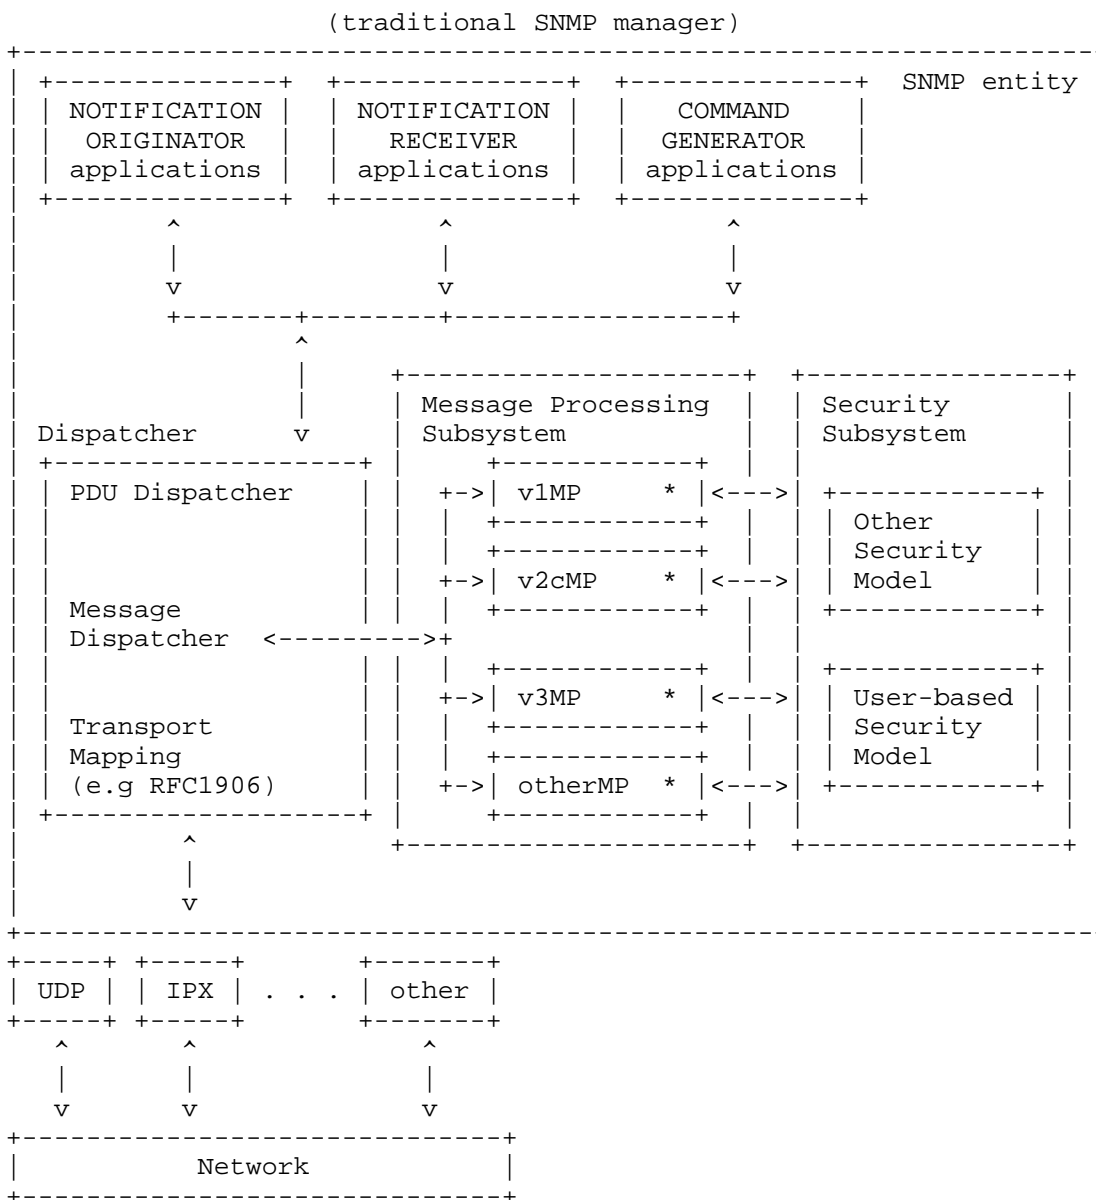 (traditional SNMP manager)
SNMP entity
NOTIFICATION NOTIFICATION COMMAND
ORIGINATOR RECEIVER GENERATOR
applications applications applications
Message Processing Security
Dispatcher Subsystem Subsystem
PDU Dispatcher v1MP *
Other
Security
v2cMP * Model
Message
Dispatcher
v3MP * User-based
Transport Security
Mapping Model
(e.g RFC1906) otherMP *
UDP IPX . . . other
Network